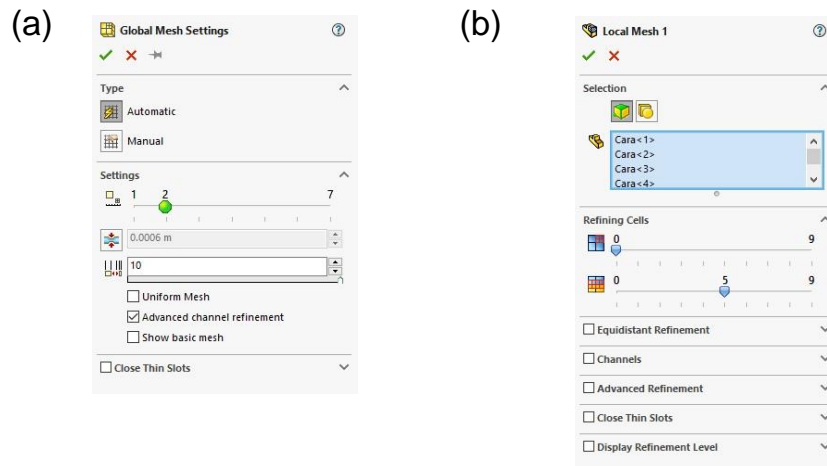 (a)
Global Mesh Settings
Type
Automatic
Manual
Settings
1 2 7
0.0006 m
10
Uniform Mesh
Advanced channel refinement
Show basic mesh
Close Thin Slots
(b)
Local Mesh 1
Selection
Cara<1>
Cara<2>
Cara<3>
Cara<4>
Refining Cells
0 9
0 5 9
Equidistant Refinement
Channels
Advanced Refinement
Close Thin Slots
Display Refinement Level